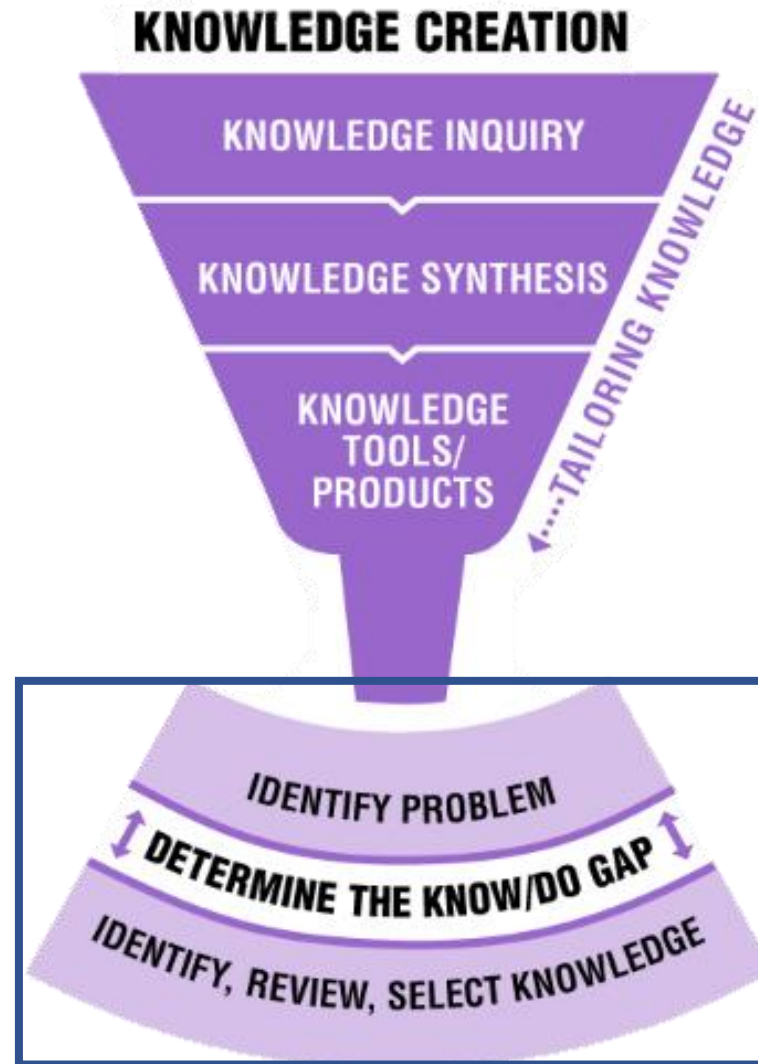 KNOWLEDGE CREATION
KNOWLEDGE INQUIRY
KNOWLEDGE SYNTHESIS
KNOWLEDGE
TOOLS/
PRODUCTS
TAILORING KNOWLEDGE
IDENTIFY PROBLEM
DETERMINE THE KNOW/DO GAP
IDENTIFY, REVIEW, SELECT KNOWLEDGE